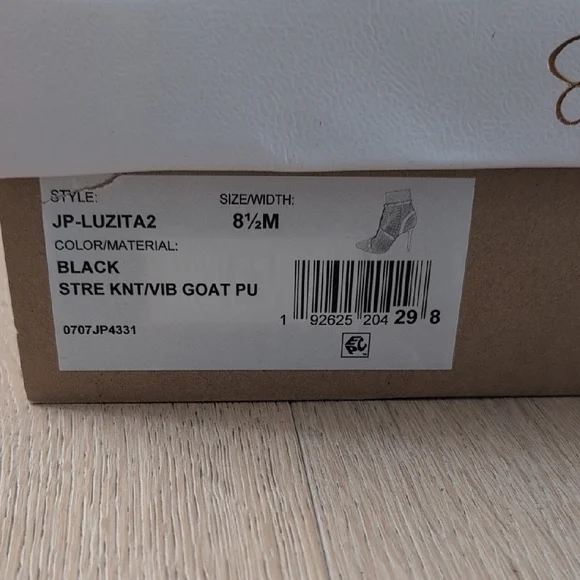 STYLE:
JP-LUZITA2
SIZE/WIDTH:
8½M
COLOR/MATERIAL:
BLACK
STRE KNT/VIB GOAT PU
0707JP4331
1 92625 204 29 8
EPC